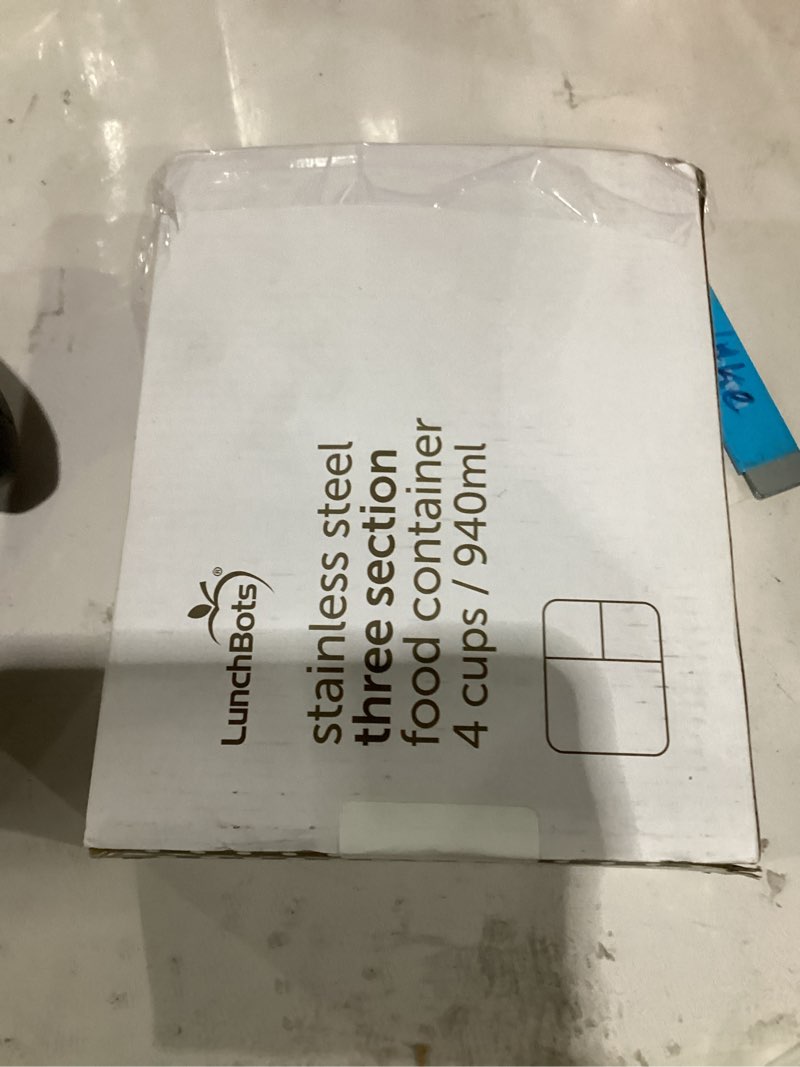 LunchBots®
stainless steel
three section
food container
4 cups / 940ml